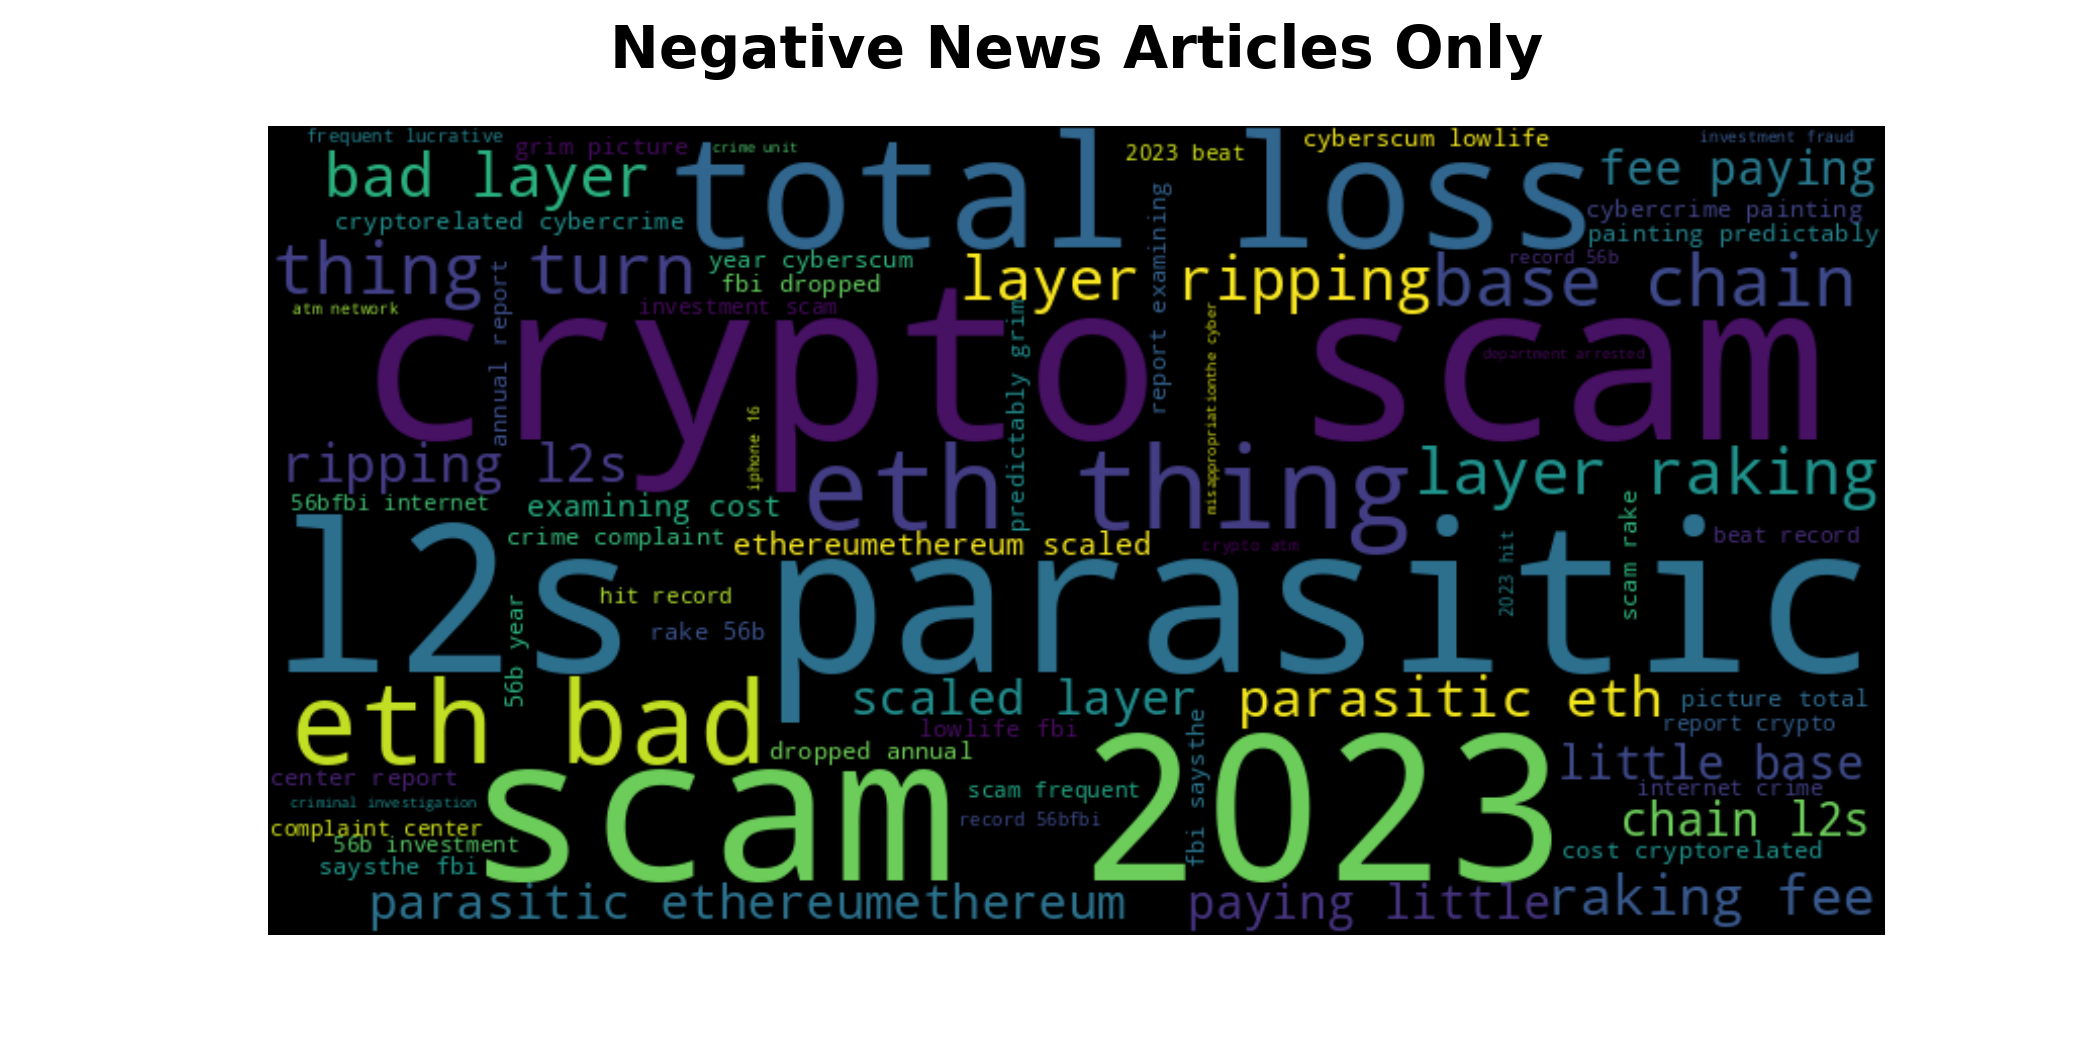 Negative News Articles Only
frequent lucrative
grim picture
crime unit
2023 beat
cyberscum lowlife
investment fraud
bad layer
total loss
fee paying
cryptorelated cybercrime
cybercrime painting
painting predictably
thing turn
year cyberscum
fbi dropped
layer ripping
record 56b
base chain
atm network
annual report
investment scam
predictably grim
report examining
misappropriationthe cyber
crypto scam
department arrested
iphone 16
ripping l2s
eth thing
layer raking
56bfbi internet
examining cost
crime complaint
ethereumethereum scaled
crypto atm
2023 hit
scam rake
beat record
l2s parasitic
hit record
rake 56b
56b year
eth bad
scaled layer
parasitic eth
picture total
report crypto
lowlife fbi
dropped annual
fbi saysthe
little base
center report
scam 2023
scam frequent
internet crime
criminal investigation
record 56bfbi
chain l2s
complaint center
56b investment
cost cryptorelated
saysthe fbi
parasitic ethereumethereum
paying little
raking fee